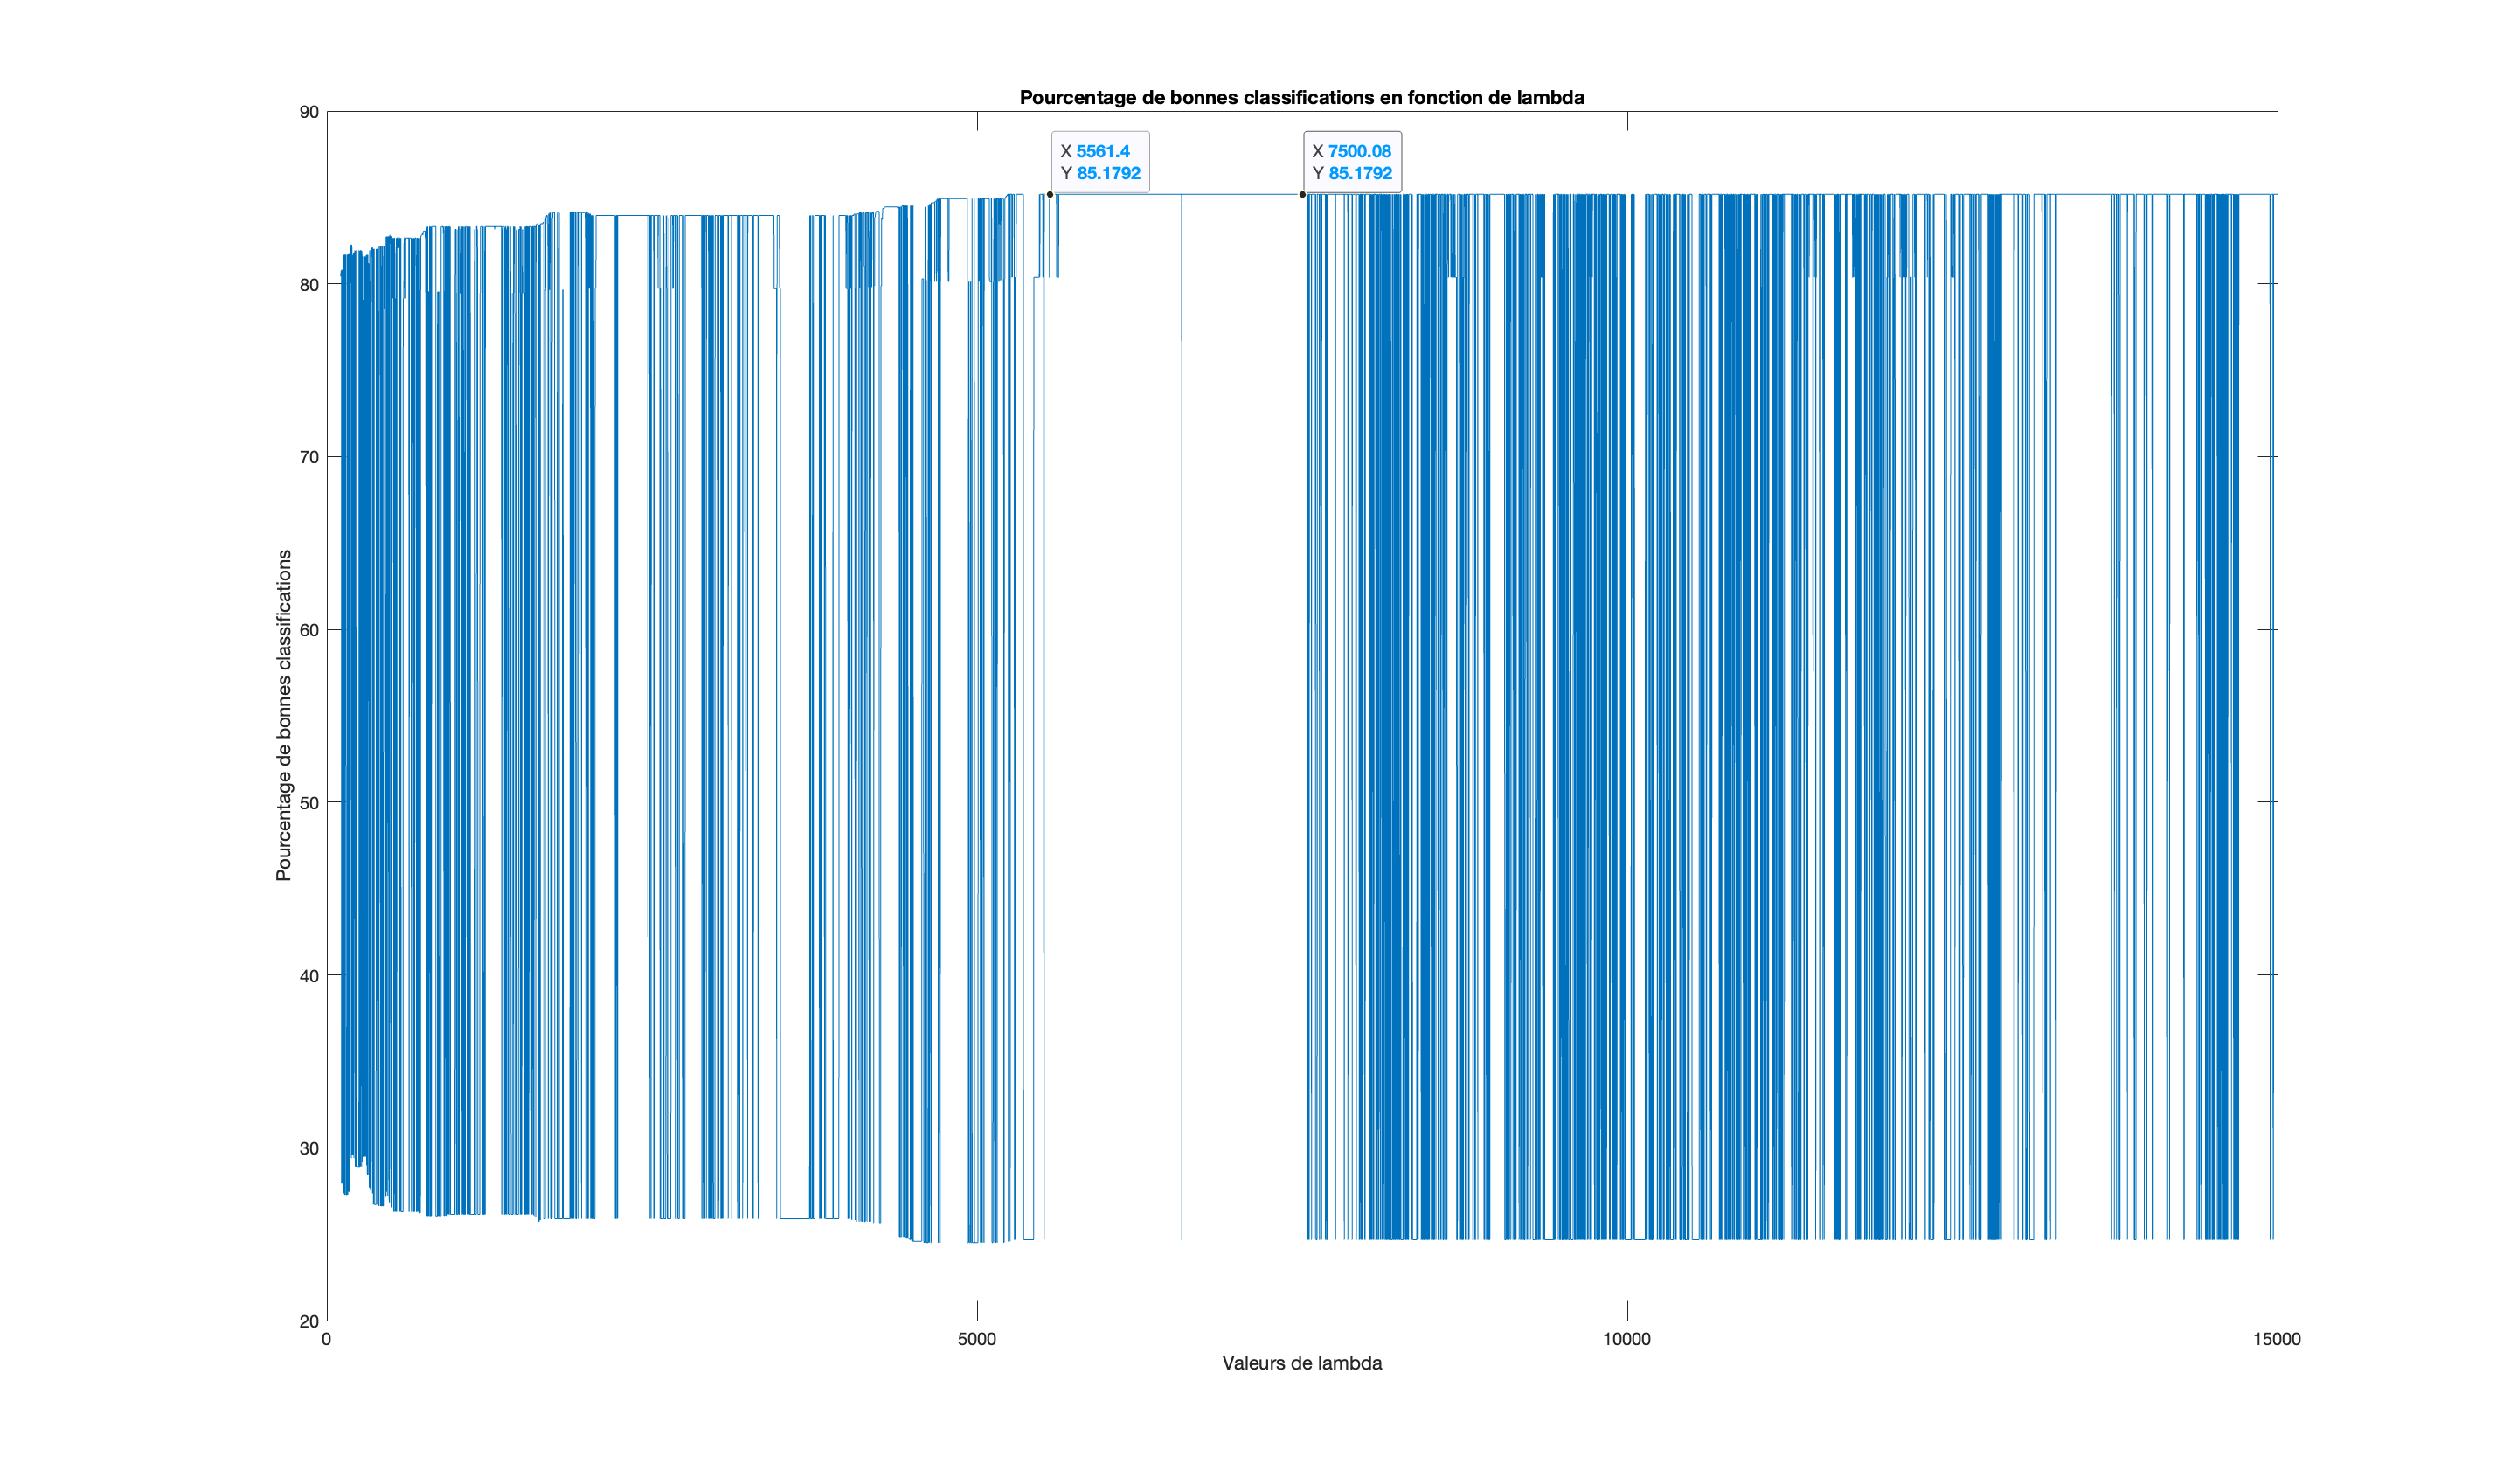 Pourcentage de bonnes classifications en fonction de lambda
X 5561.4
Y 85.1792
X 7500.08
Y 85.1792
Pourcentage de bonnes classifications
90
80
70
60
50
40
30
20
0
5000
10000
15000
Valeurs de lambda